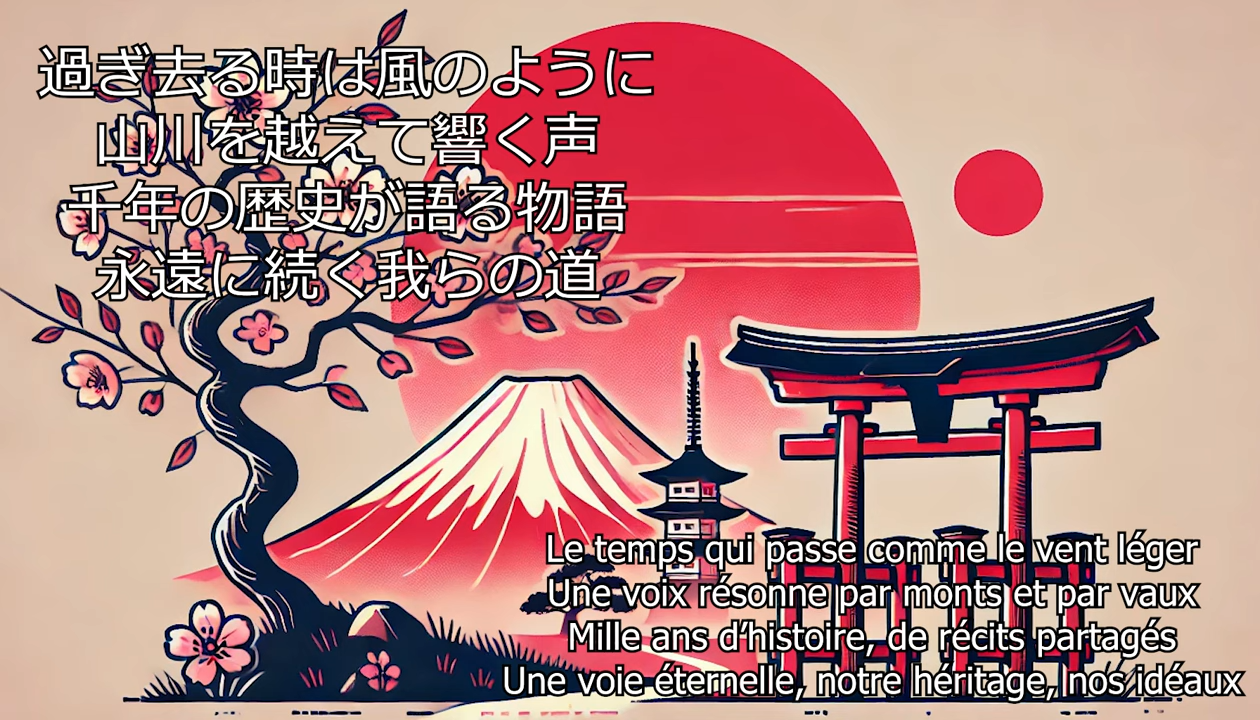 過ぎ去る時は風のように
山川を越えて響く声
千年の歴史が語る物語
永遠に続く我らの道
Le temps qui passe comme le vent léger
Une voix résonne par monts et par vaux
Mille ans d'histoire, de récits partagés
Une voie éternelle, notre héritage, nos idéaux